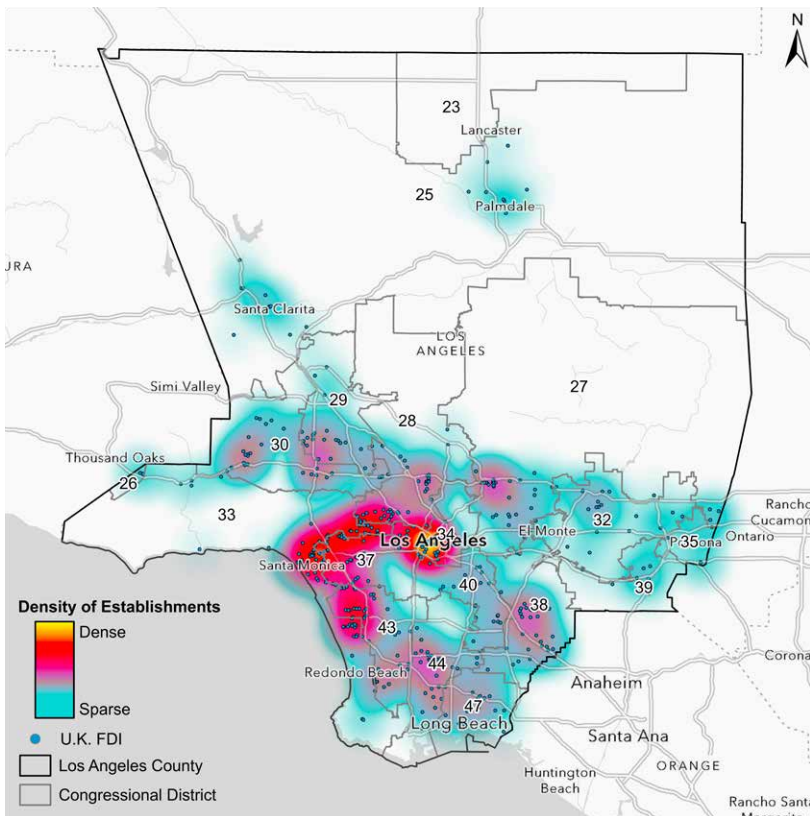 N
23
Lancaster
25
Palmdale
URA
Santa Clarita
LOS
ANGELES
Simi Valley
27
29
28
30
Thousand Oaks
26
33
32
Rancho
Cucamon
34
Los Angeles
El Monte
35
Ontario
Santa Monica
37
39
40
38
Density of Establishments
Dense
Sparse
43
Corona
Redondo Beach
44
Anaheim
47
Long Beach
Santa Ana
U.K. FDI
Los Angeles County
Congressional District
ORANGE
Huntington
Beach
Rancho Santa